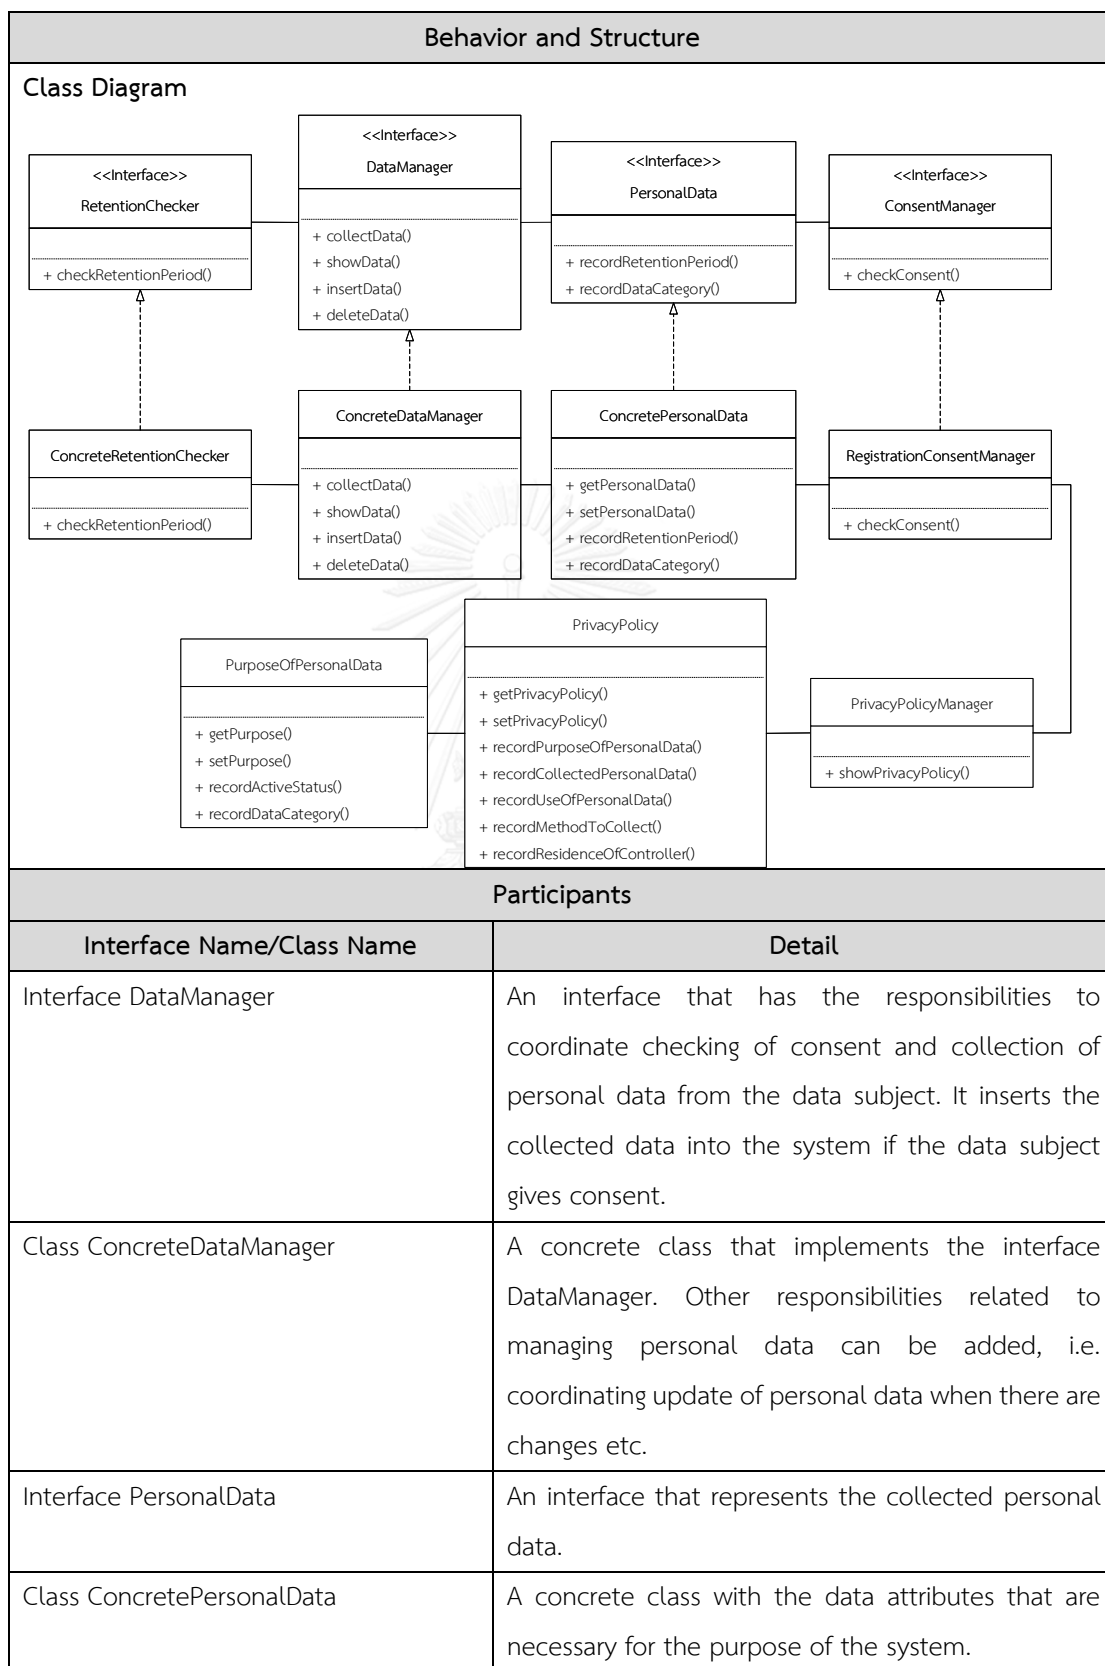 Behavior and Structure
Class Diagram
<<Interface>>
RetentionChecker
+ checkRetentionPeriod()
<<Interface>>
DataManager
+ collectData()
+ showData()
+ insertData()
+ deleteData()
<<Interface>>
PersonalData
+ recordRetentionPeriod()
+ recordDataCategory()
<<Interface>>
ConsentManager
+ checkConsent()
ConcreteRetentionChecker
+ checkRetentionPeriod()
ConcreteDataManager
+ collectData()
+ showData()
+ insertData()
+ deleteData()
ConcretePersonalData
+ getPersonalData()
+ setPersonalData()
+ recordRetentionPeriod()
+ recordDataCategory()
RegistrationConsentManager
+ checkConsent()
PurposeOfPersonalData
+ getPurpose()
+ setPurpose()
+ recordActiveStatus()
+ recordDataCategory()
PrivacyPolicy
+ getPrivacyPolicy()
+ setPrivacyPolicy()
+ recordPurposeOfPersonalData()
+ recordCollectedPersonalData()
+ recordUseOfPersonalData()
+ recordMethodToCollect()
+ recordResidenceOfController()
PrivacyPolicyManager
+ showPrivacyPolicy()
Participants
Interface Name/Class Name
Detail
Interface DataManager
An interface that has the responsibilities to
coordinate checking of consent and collection of
personal data from the data subject. It inserts the
collected data into the system if the data subject
gives consent.
Class ConcreteDataManager
A concrete class that implements the interface
DataManager. Other responsibilities related to
managing personal data can be added, i.e.
coordinating update of personal data when there are
changes etc.
Interface PersonalData
An interface that represents the collected personal
data.
Class ConcretePersonalData
A concrete class with the data attributes that are
necessary for the purpose of the system.